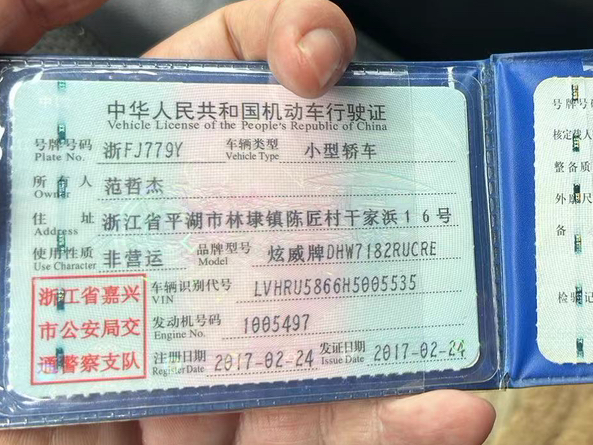 中华人民共和国机动车行驶证
Vehicle License of the People's Republic of China
号牌号码 Plate No. 浙FJ779Y 车辆类型 Vehicle Type 小型轿车
所有人 Owner 范哲杰
住址 Address 浙江省平湖市林埭镇陈匠村干家浜16号
使用性质 Use Character 非营运 品牌型号 Model 炫威牌DHW7182RUCRE
车辆识别代号 VIN LVHRU5866H5005535
发动机号码 Engine No. 1005497
注册日期 Register Date 2017-02-24 发证日期 Issue Date 2017-02-24
浙江省嘉兴
市公安局交
通警察支队
号牌号
核定载人
整备质
外廓尺
备
检验记